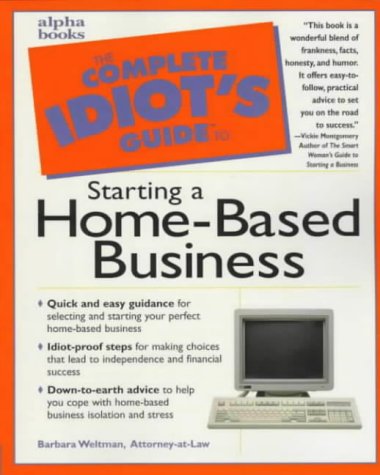 alpha
books
THE
COMPLETE
IDIOT'S
GUIDE™ TO
"This book is a
wonderful blend of
frankness, facts,
honesty, and humor.
It offers easy-to-
follow, practical
advice to set
you on the road
to success."
—Vickie Montgomery
Author of The Smart
Woman's Guide to
Starting a Business
Starting a
Home-Based
Business
♦ Quick and easy guidance for
selecting and starting your perfect
home-based business
♦ Idiot-proof steps for making choices
that lead to independence and financial
success
♦ Down-to-earth advice to help
you cope with home-based
business isolation and stress
Barbara Weltman, Attorney-at-Law